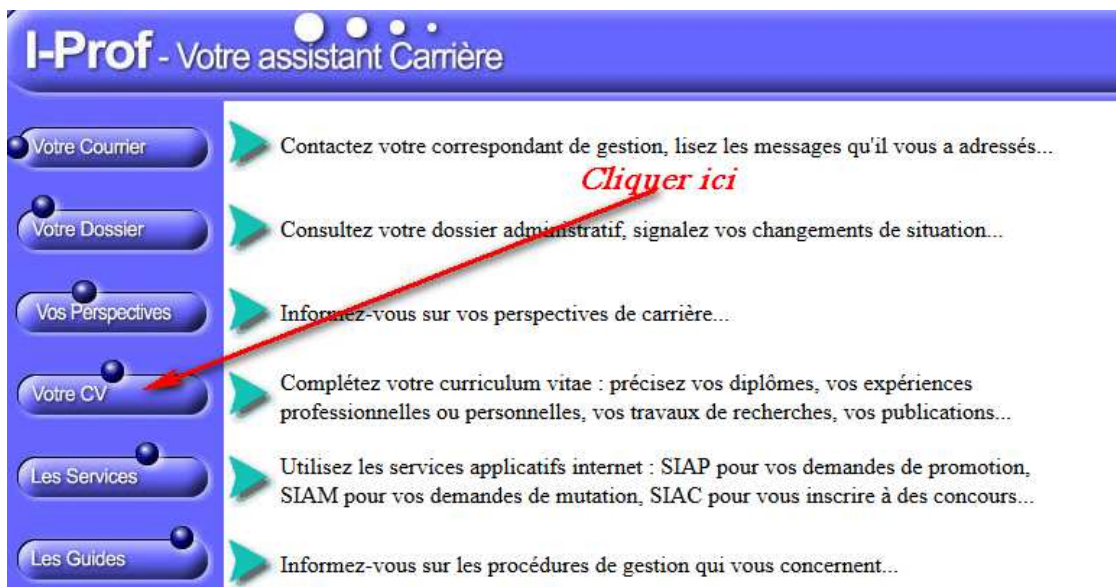 I-Prof - Votre assistant Carrière
Votre Courrier
Contactez votre correspondant de gestion, lisez les messages qu'il vous a adressés...
Cliquer ici
Votre Dossier
Consultez votre dossier administratif, signalez vos changements de situation...
Vos Perspectives
Informez-vous sur vos perspectives de carrière...
Votre CV
Complétez votre curriculum vitae : précisez vos diplômes, vos expériences
professionnelles ou personnelles, vos travaux de recherches, vos publications...
Les Services
Utilisez les services applicatifs internet : SIAP pour vos demandes de promotion,
SIAM pour vos demandes de mutation, SIAC pour vous inscrire à des concours...
Les Guides
Informez-vous sur les procédures de gestion qui vous concernent...